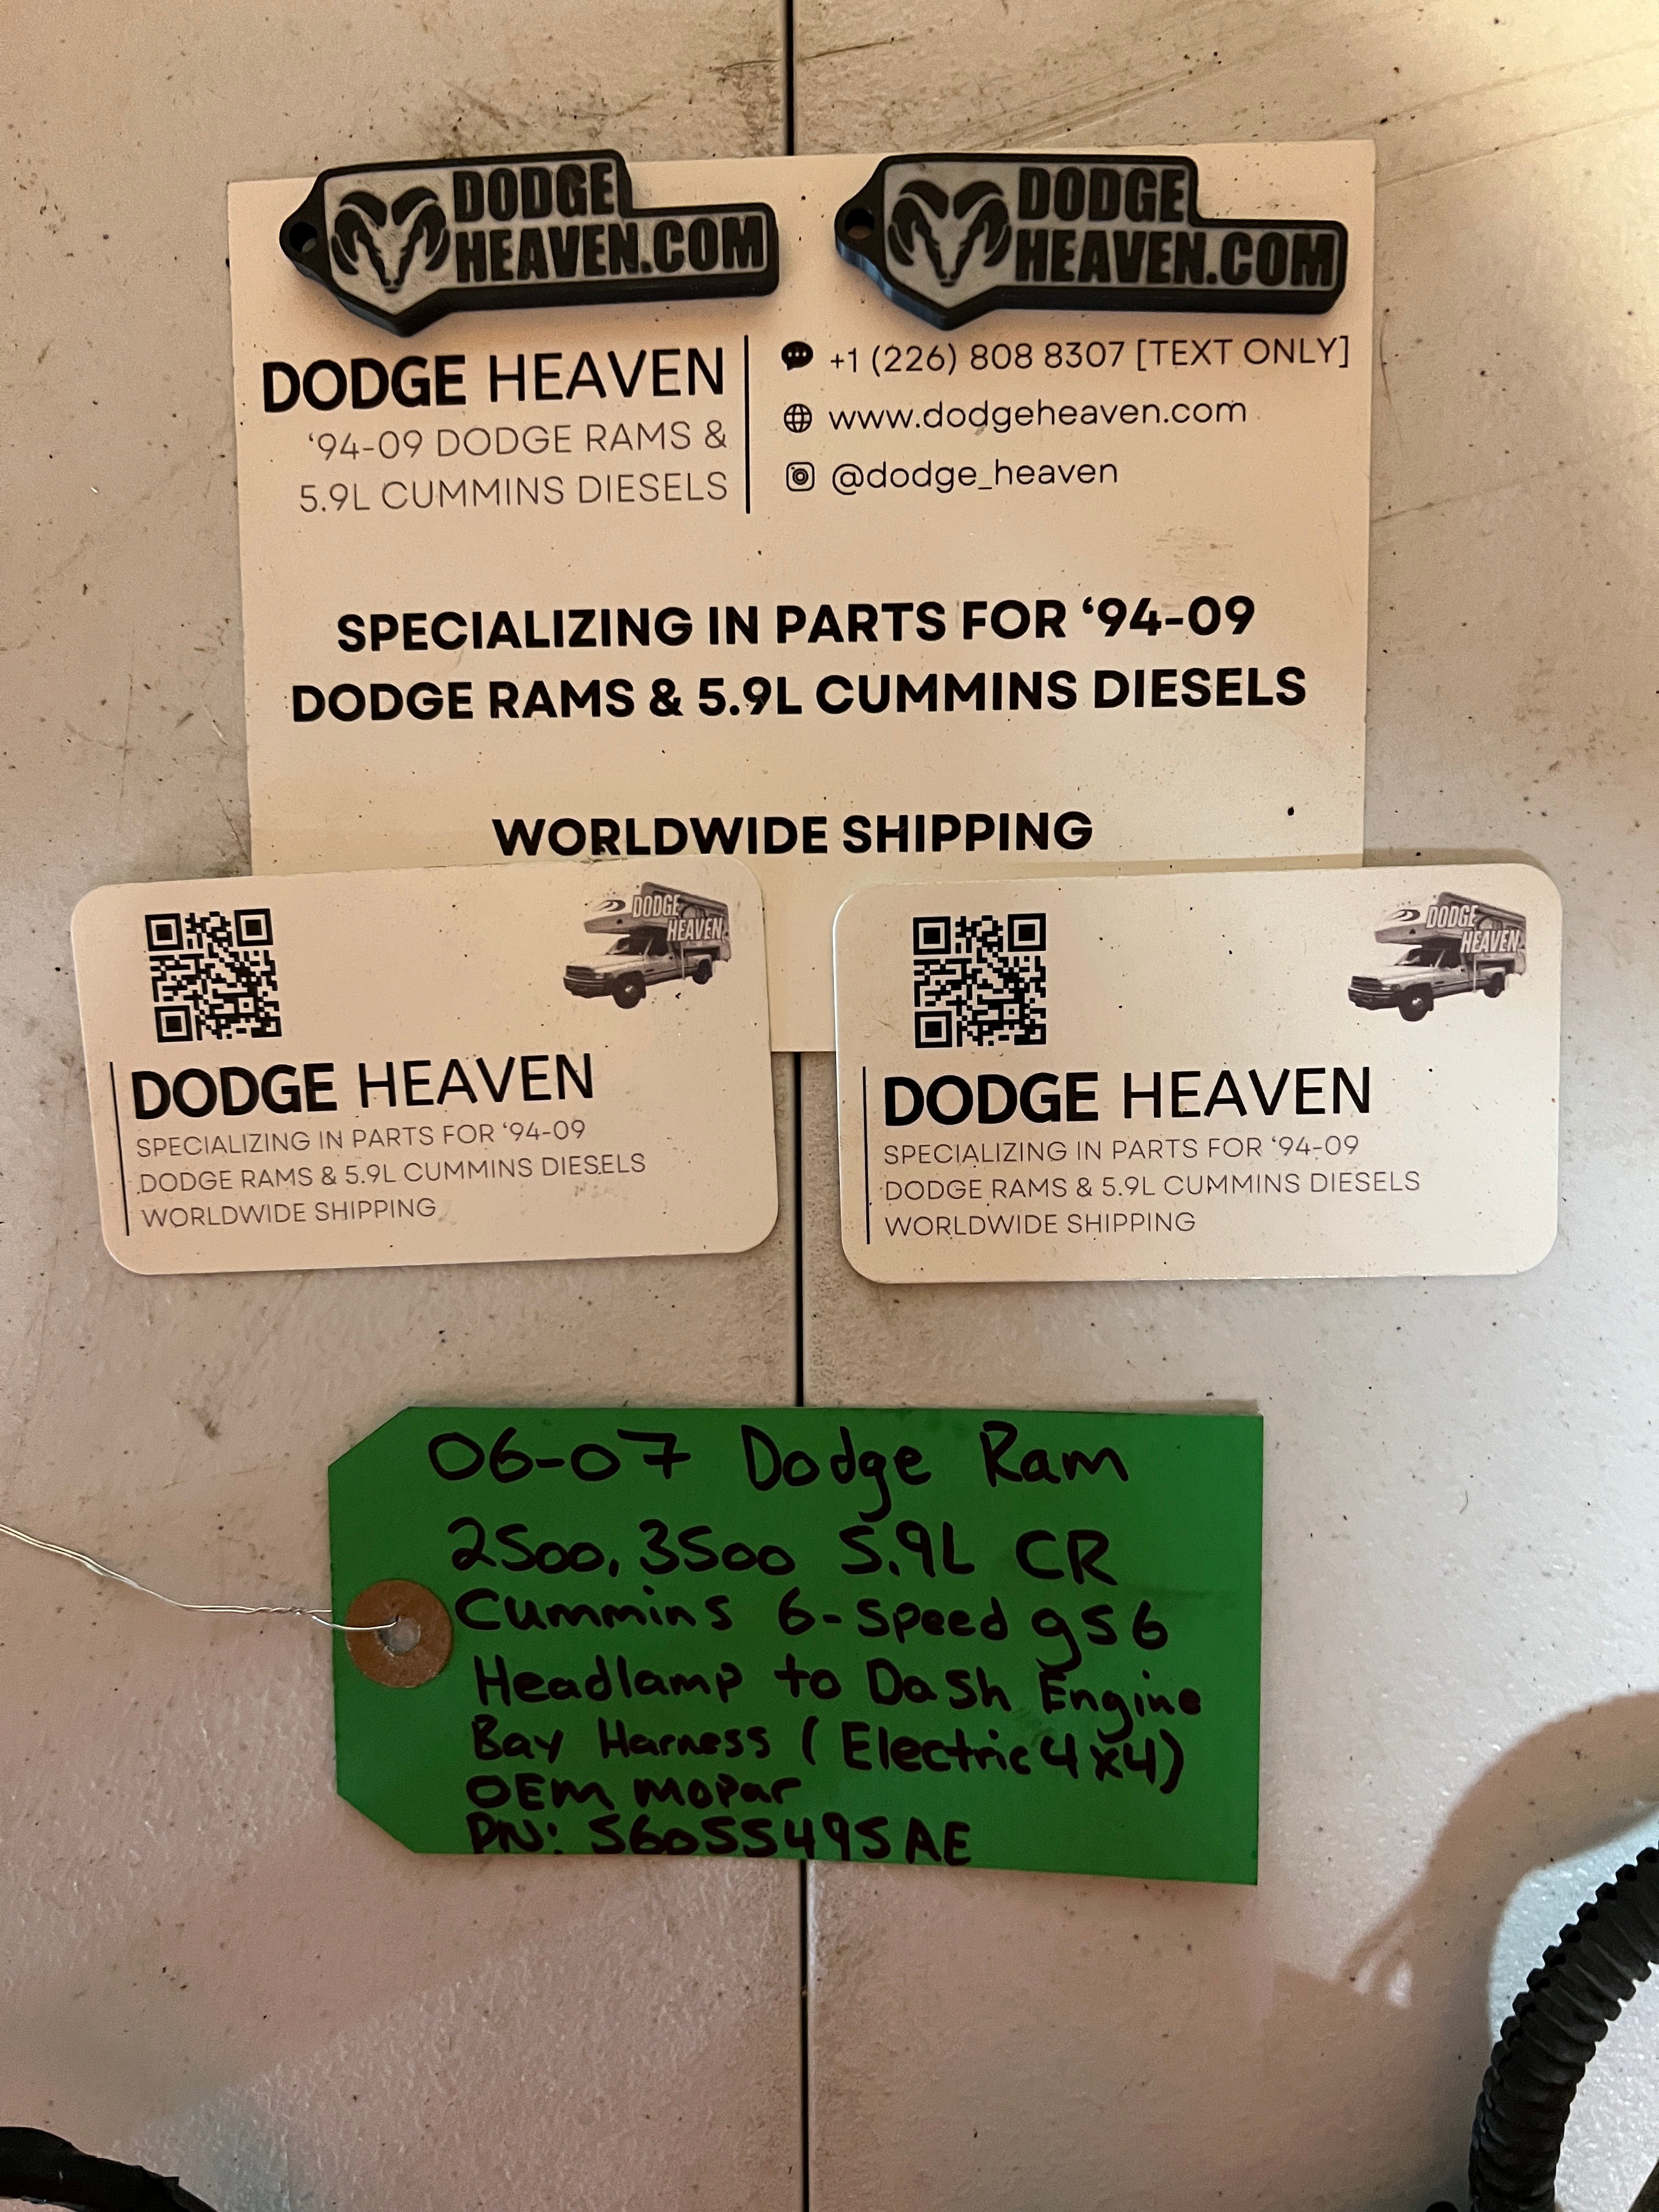 DODGE
HEAVEN.COM
DODGE
HEAVEN.COM
DODGE HEAVEN
‘94-09 DODGE RAMS &
5.9L CUMMINS DIESELS
+1 (226) 808 8307 [TEXT ONLY]
www.dodgeheaven.com
@dodge_heaven
SPECIALIZING IN PARTS FOR ‘94-09
DODGE RAMS & 5.9L CUMMINS DIESELS
WORLDWIDE SHIPPING
DODGE
HEAVEN
DODGE HEAVEN
SPECIALIZING IN PARTS FOR ‘94-09
DODGE RAMS & 5.9L CUMMINS DIESELS
WORLDWIDE SHIPPING
DODGE
HEAVEN
DODGE HEAVEN
SPECIALIZING IN PARTS FOR ‘94-09
DODGE RAMS & 5.9L CUMMINS DIESELS
WORLDWIDE SHIPPING
06-07 Dodge Ram
2500, 3500 5.9L CR
Cummins 6-Speed g56
Headlamp to Dash Engine
Bay Harness (Electric 4x4)
OEM mopar
PN: 56055495AE